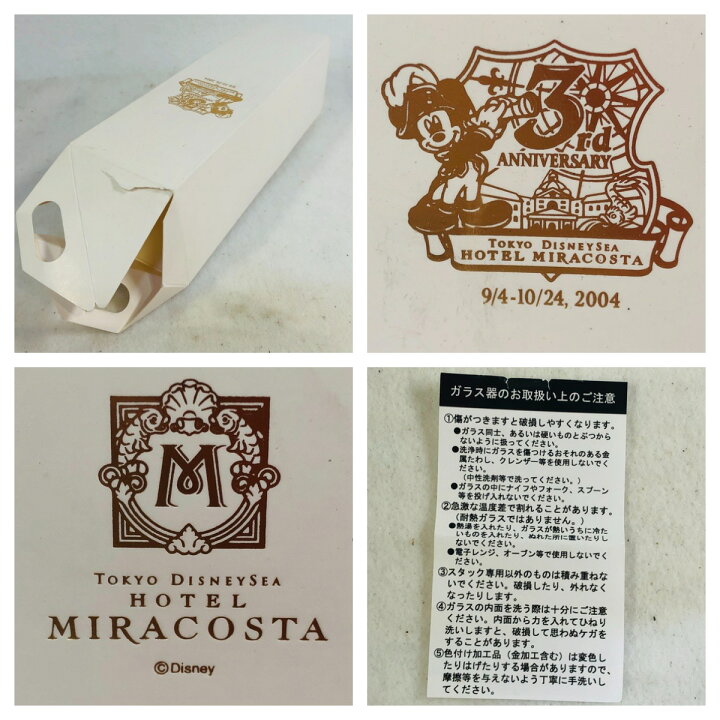 3rd
ANNIVERSARY
TOKYO DISNEYSEA
HOTEL MIRACOSTA
9/4-10/24, 2004
M
TOKYO DISNEYSEA
HOTEL
MIRACOSTA
©Disney
ガラス器のお取扱い上のご注意
①傷がつきますと破損しやすくなります。
●ガラス同士、あるいは硬いものとぶつから
ないように扱ってください。
●洗浄時にガラスを傷つけるおそれのある金
属たわし、クレンザー等を使用しないでく
ださい。
(中性洗剤等で洗ってください。)
●ガラスの中にナイフやフォーク、スプーン
等を投げ入れないでください。
②急激な温度差で割れることがあります。
(耐熱ガラスではありません。)
●熱湯を入れたり、ガラスが熱いうちに冷た
いものを入れたり、ぬれた所に置いたりし
ないでください。
●電子レンジ、オーブン等で使用しないでく
ださい。
③スタック専用以外のものは積み重ねな
いでください。破損したり、外れなく
なったりします。
④ガラスの内面を洗う際は十分にご注意
ください。内面から力を入れてひねり
洗いしますと、破損して思わぬケガを
することがあります。
⑤色付け加工品(金加工含む)は変色し
たりはげたりする場合がありますので、
摩擦等を与えないよう丁寧に手洗いし
てください。